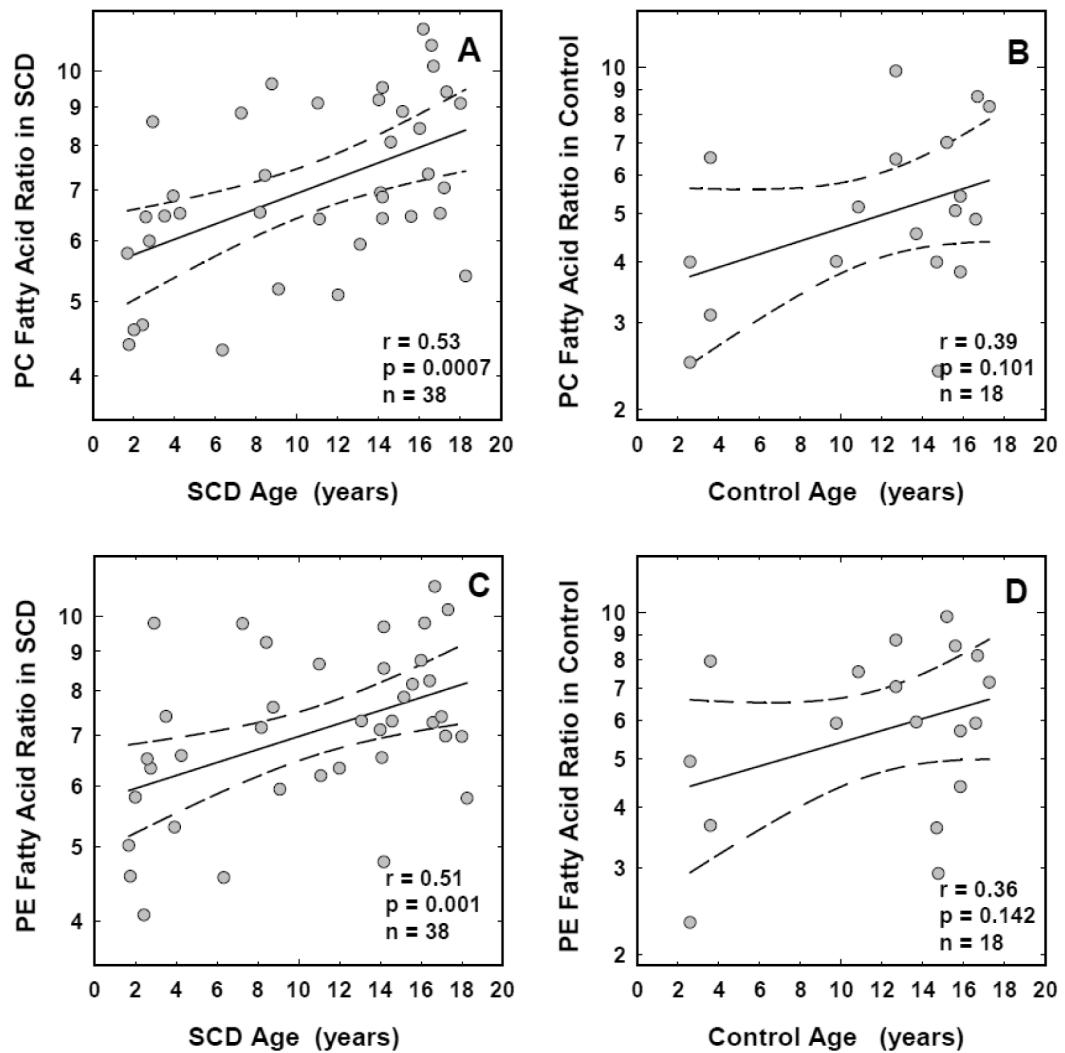 A
PC Fatty Acid Ratio in SCD
10
9
8
7
6
5
4
r = 0.53
p = 0.0007
n = 38
0 2 4 6 8 10 12 14 16 18 20
SCD Age (years)
B
PC Fatty Acid Ratio in Control
10
9
8
7
6
5
4
3
2
r = 0.39
p = 0.101
n = 18
0 2 4 6 8 10 12 14 16 18 20
Control Age (years)
C
PE Fatty Acid Ratio in SCD
10
9
8
7
6
5
4
r = 0.51
p = 0.001
n = 38
0 2 4 6 8 10 12 14 16 18 20
SCD Age (years)
D
PE Fatty Acid Ratio in Control
10
9
8
7
6
5
4
3
2
r = 0.36
p = 0.142
n = 18
0 2 4 6 8 10 12 14 16 18 20
Control Age (years)